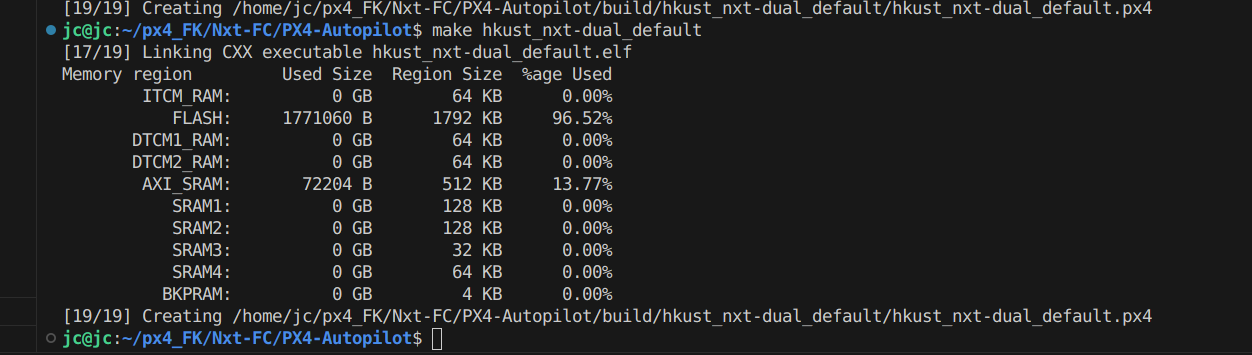 [19/19] Creating /home/jc/px4_FK/Nxt-FC/PX4-Autopilot/build/hkust_nxt-dual_default/hkust_nxt-dual_default.px4
jc@jc:~/px4_FK/Nxt-FC/PX4-Autopilot$ make hkust_nxt-dual_default
[17/19] Linking CXX executable hkust_nxt-dual_default.elf
Memory region         Used Size  Region Size  %age Used
        ITCM_RAM:          0 GB        64 KB      0.00%
           FLASH:     1771060 B      1792 KB     96.52%
       DTCM1_RAM:          0 GB        64 KB      0.00%
       DTCM2_RAM:          0 GB        64 KB      0.00%
        AXI_SRAM:       72204 B       512 KB     13.77%
           SRAM1:          0 GB       128 KB      0.00%
           SRAM2:          0 GB       128 KB      0.00%
           SRAM3:          0 GB        32 KB      0.00%
           SRAM4:          0 GB        64 KB      0.00%
          BKPRAM:          0 GB         4 KB      0.00%
[19/19] Creating /home/jc/px4_FK/Nxt-FC/PX4-Autopilot/build/hkust_nxt-dual_default/hkust_nxt-dual_default.px4
jc@jc:~/px4_FK/Nxt-FC/PX4-Autopilot$